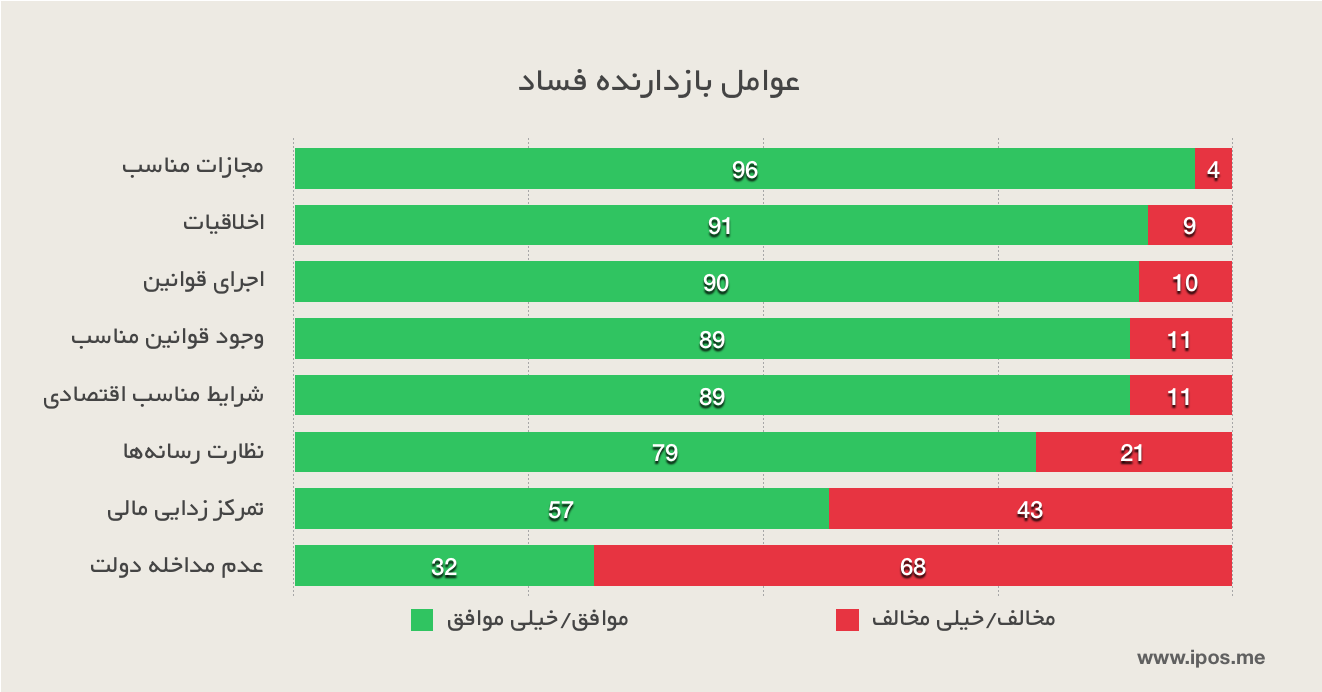 عوامل بازدارنده فساد
مجازات مناسب 96 4
اخلاقیات 91 9
اجرای قوانین 90 10
وجود قوانین مناسب 89 11
شرایط مناسب اقتصادی 89 11
نظارت رسانه‌ها 79 21
تمرکز زدایی مالی 57 43
عدم مداخله دولت 32 68
موافق/خیلی موافق مخالف/خیلی مخالف
www.ipos.me